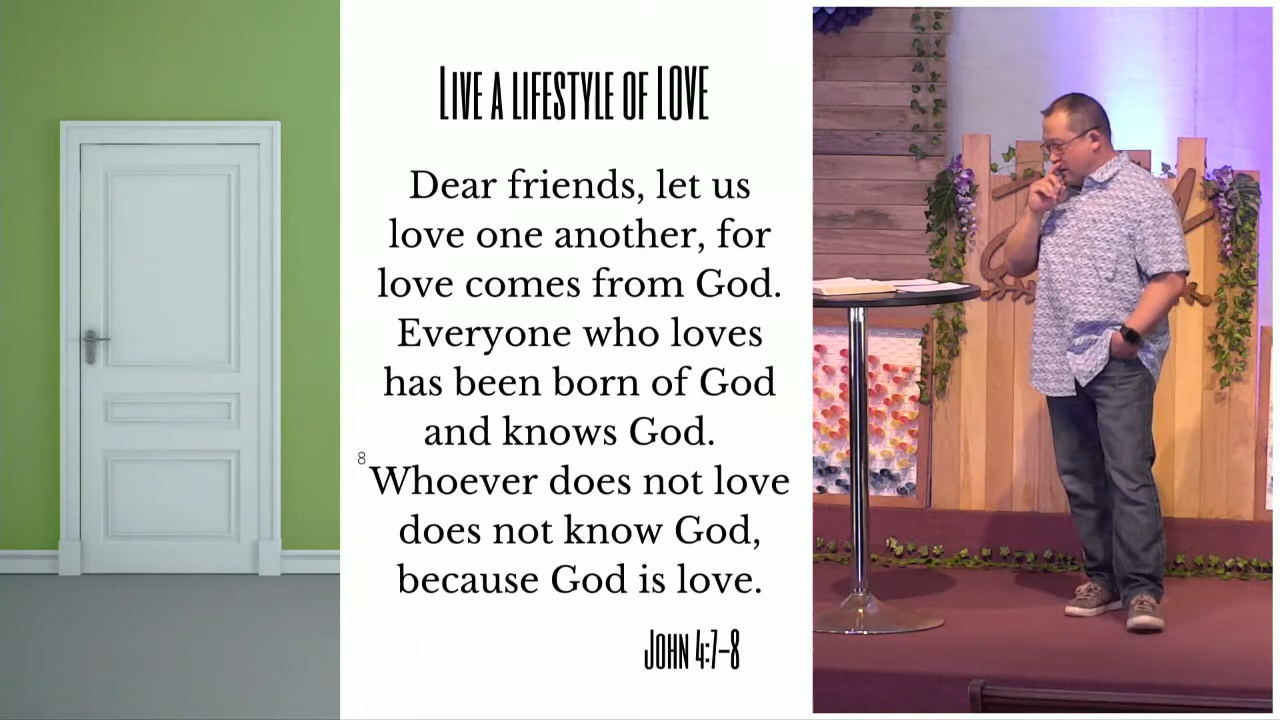 LIVE A LIFESTYLE OF LOVE
Dear friends, let us
love one another, for
love comes from God.
Everyone who loves
has been born of God
and knows God.
8
Whoever does not love
does not know God,
because God is love.
JOHN 4:7-8